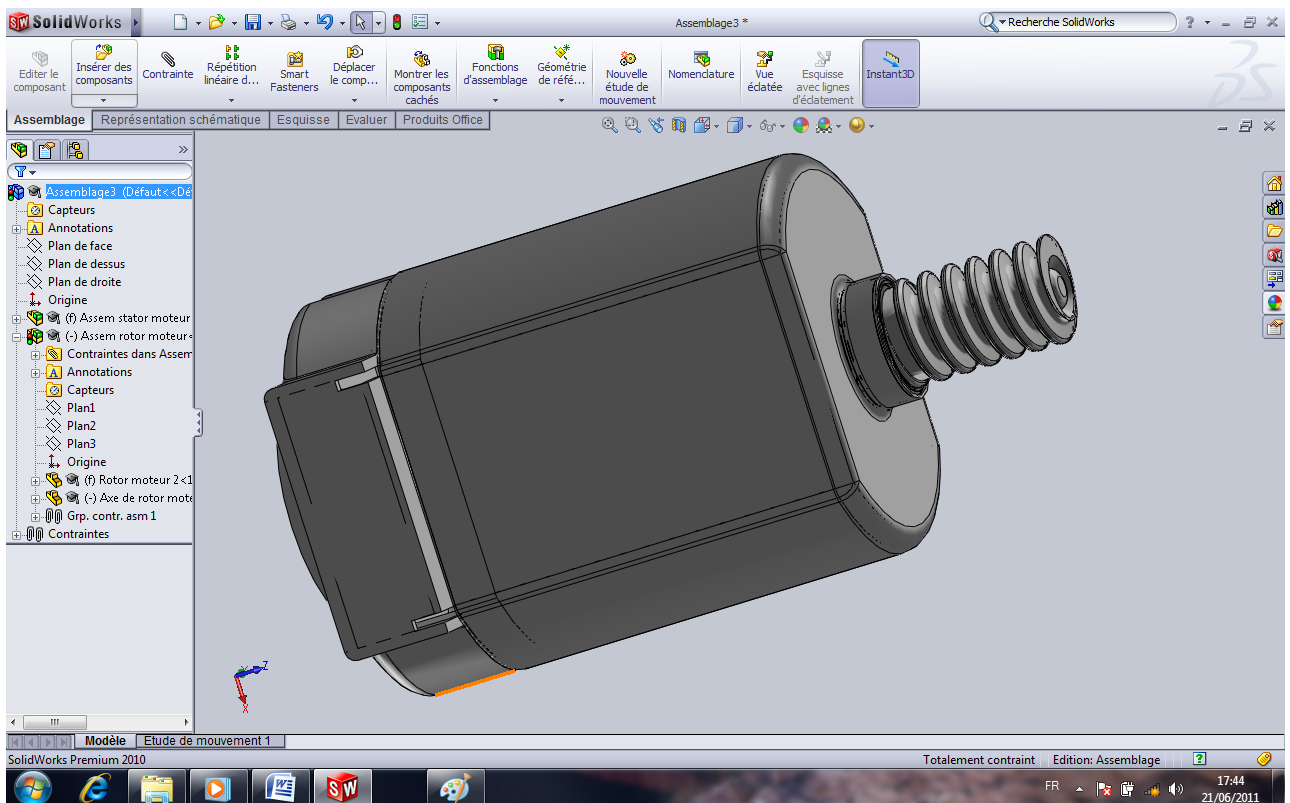 SolidWorks
Assemblage3 *
Recherche SolidWorks
Editer le composant
Insérer des composants
Contrainte
Répétition linéaire d...
Smart Fasteners
Déplacer le comp...
Montrer les composants cachés
Fonctions d'assemblage
Géométrie de réfé...
Nouvelle étude de mouvement
Nomenclature
Vue éclatée
Esquisse avec lignes d'éclatement
Instant3D
Assemblage
Représentation schématique
Esquisse
Evaluer
Produits Office
Assemblage3 (Défaut<<Dé
Capteurs
Annotations
Plan de face
Plan de dessus
Plan de droite
Origine
(f) Assem stator moteur
(-) Assem rotor moteur<
Contraintes dans Assem
Annotations
Capteurs
Plan1
Plan2
Plan3
Origine
(f) Rotor moteur 2<1
(-) Axe de rotor mote
Grp. contr. asm 1
Contraintes
Z
X
Modèle
Etude de mouvement 1
SolidWorks Premium 2010
Totalement contraint
Edition: Assemblage
FR
17:44
21/06/2011